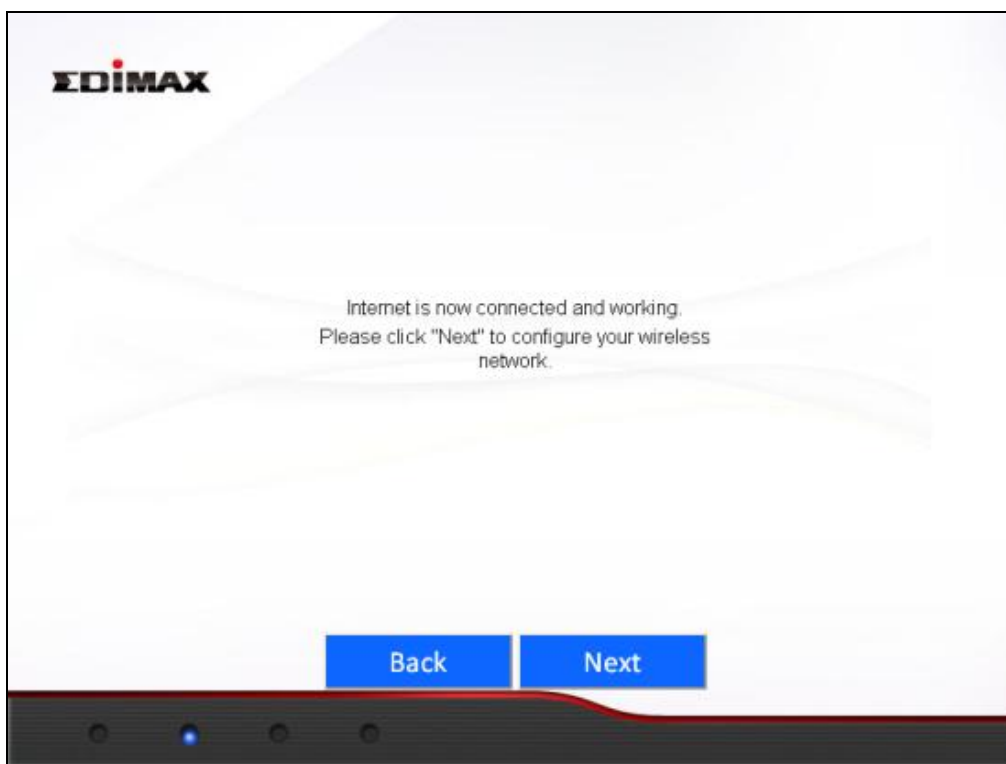 EDIMAX
Internet is now connected and working.
Please click "Next" to configure your wireless
network.
Back
Next